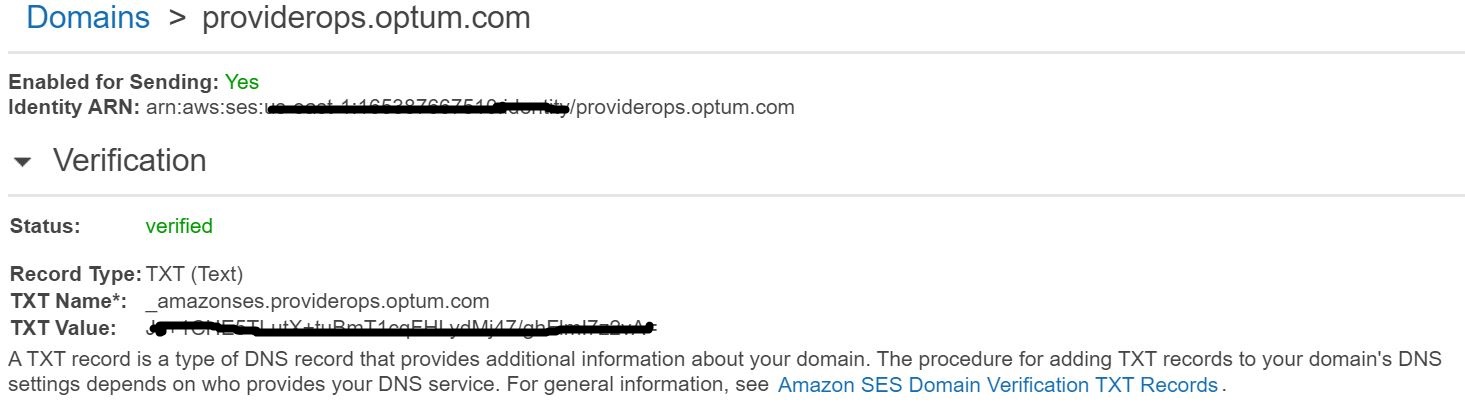 Domains > providerops.optum.com
Enabled for Sending: Yes
Identity ARN: arn:aws:ses: /providerops.optum.com
Verification
Status: verified
Record Type: TXT (Text)
TXT Name*: _amazonses.providerops.optum.com
TXT Value:
A TXT record is a type of DNS record that provides additional information about your domain. The procedure for adding TXT records to your domain's DNS
settings depends on who provides your DNS service. For general information, see Amazon SES Domain Verification TXT Records.